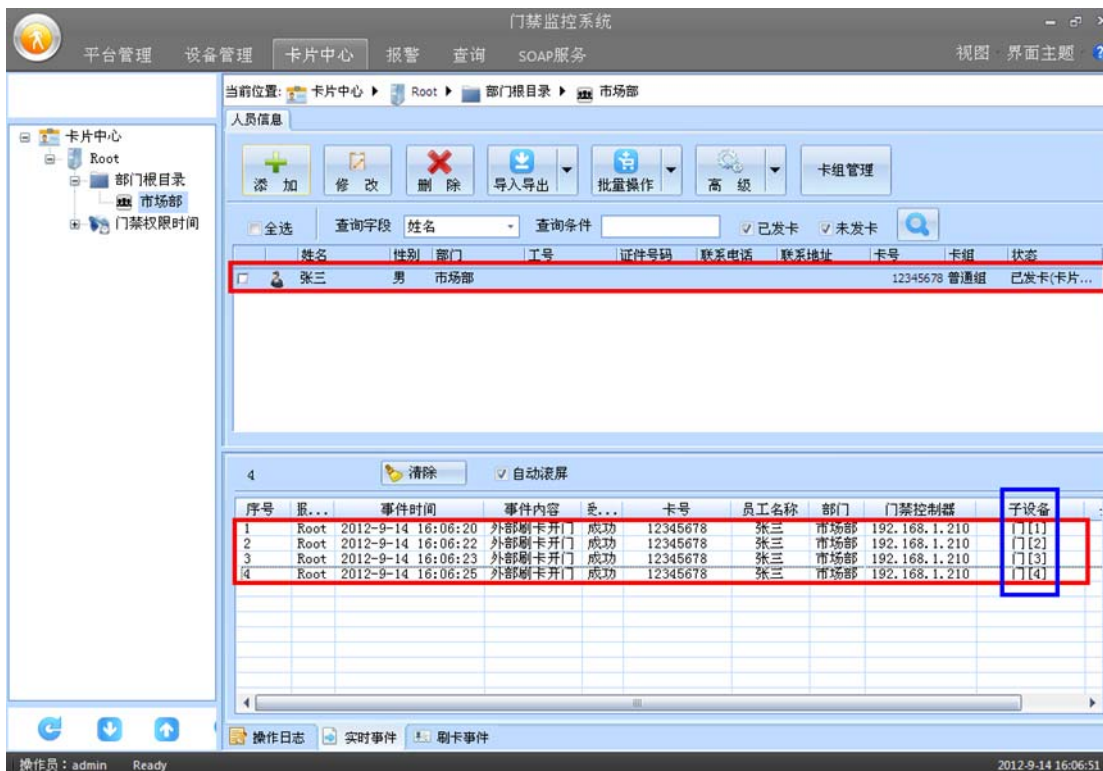 门禁监控系统
平台管理 设备管理 卡片中心 报警 查询 SOAP服务 视图 界面主题
当前位置: 卡片中心 Root 部门根目录 市场部
人员信息
卡片中心
Root
部门根目录
市场部
门禁权限时间
添 加 修 改 删 除 导入导出 批量操作 高 级 卡组管理
全选 查询字段 姓名 查询条件 已发卡 未发卡
姓名 性别 部门 工号 证件号码 联系电话 联系地址 卡号 卡组 状态
张三 男 市场部 12345678 普通组 已发卡(卡片...
4 清除 自动滚屏
序号 事件时间 事件内容 卡号 员工名称 部门 门禁控制器 子设备
1 Root 2012-9-14 16:06:20 外部刷卡开门 成功 12345678 张三 市场部 192.168.1.210 门[1]
2 Root 2012-9-14 16:06:22 外部刷卡开门 成功 12345678 张三 市场部 192.168.1.210 门[2]
3 Root 2012-9-14 16:06:23 外部刷卡开门 成功 12345678 张三 市场部 192.168.1.210 门[3]
4 Root 2012-9-14 16:06:25 外部刷卡开门 成功 12345678 张三 市场部 192.168.1.210 门[4]
操作日志 实时事件 刷卡事件
操作员：admin Ready 2012-9-14 16:06:51